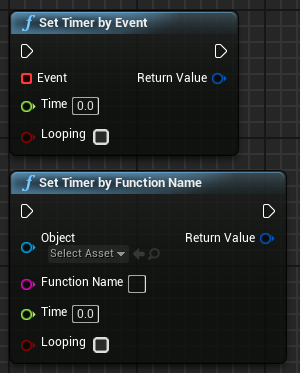 Set Timer by Event
Event
Return Value
Time 0.0
Looping
Set Timer by Function Name
Object
Return Value
Select Asset
Function Name
Time 0.0
Looping